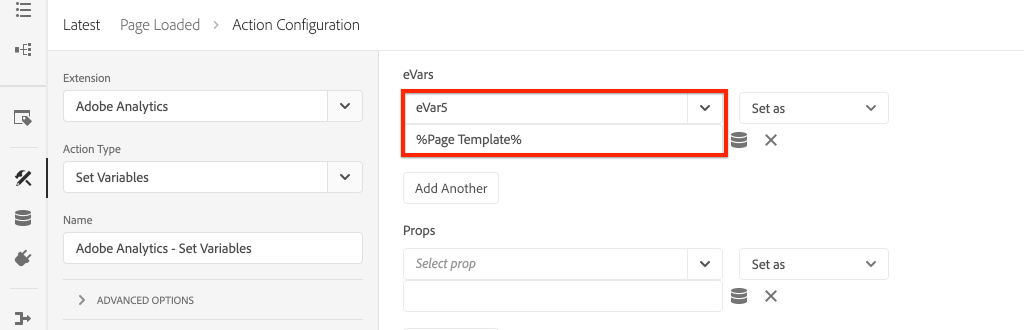 Latest Page Loaded > Action Configuration
Extension
Adobe Analytics
Action Type
Set Variables
Name
Adobe Analytics - Set Variables
ADVANCED OPTIONS
eVars
eVar5 Set as
%Page Template%
Add Another
Props
Select prop Set as